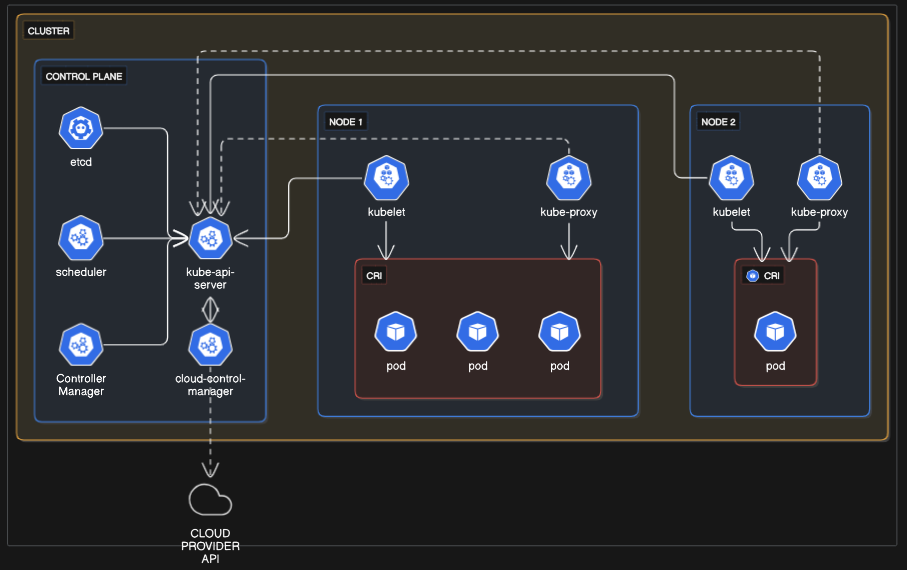 CLUSTER
CONTROL PLANE
etcd
scheduler
Controller
Manager
kube-api-
server
cloud-control-
manager
NODE 1
kubelet
kube-proxy
CRI
pod
pod
pod
NODE 2
kubelet
kube-proxy
CRI
pod
CLOUD
PROVIDER
API